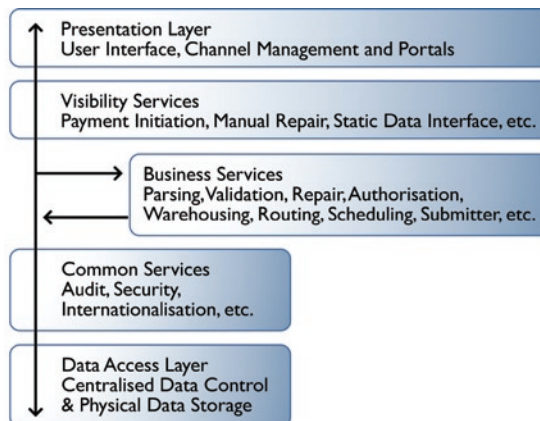 Presentation Layer
User Interface, Channel Management and Portals
Visibility Services
Payment Initiation, Manual Repair, Static Data Interface, etc.
Business Services
Parsing, Validation, Repair, Authorisation,
Warehousing, Routing, Scheduling, Submitter, etc.
Common Services
Audit, Security,
Internationalisation, etc.
Data Access Layer
Centralised Data Control
& Physical Data Storage